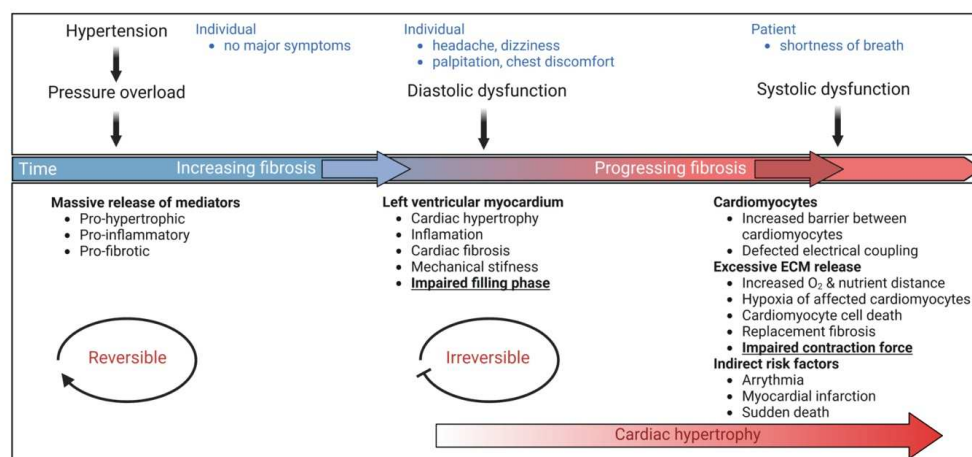 Hypertension
Pressure overload
Individual
• no major symptoms
Individual
• headache, dizziness
• palpitation, chest discomfort
Diastolic dysfunction
Patient
• shortness of breath
Systolic dysfunction
Time
Increasing fibrosis
Progressing fibrosis
Massive release of mediators
• Pro-hypertrophic
• Pro-inflammatory
• Pro-fibrotic
Reversible
Left ventricular myocardium
• Cardiac hypertrophy
• Inflamation
• Cardiac fibrosis
• Mechanical stifness
• Impaired filling phase
Irreversible
Cardiomyocytes
• Increased barrier between
cardiomyocytes
• Defected electrical coupling
Excessive ECM release
• Increased O₂ & nutrient distance
• Hypoxia of affected cardiomyocytes
• Cardiomyocyte cell death
• Replacement fibrosis
• Impaired contraction force
Indirect risk factors
• Arrythmia
• Myocardial infarction
• Sudden death
Cardiac hypertrophy